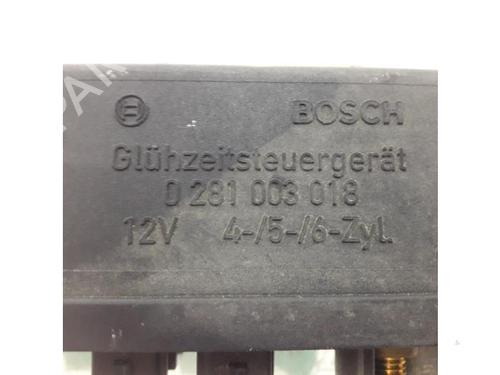 BOSCH
Glühzeitsteuergerät
0 281 003 018
12V 4-/5-/6-Zyl.